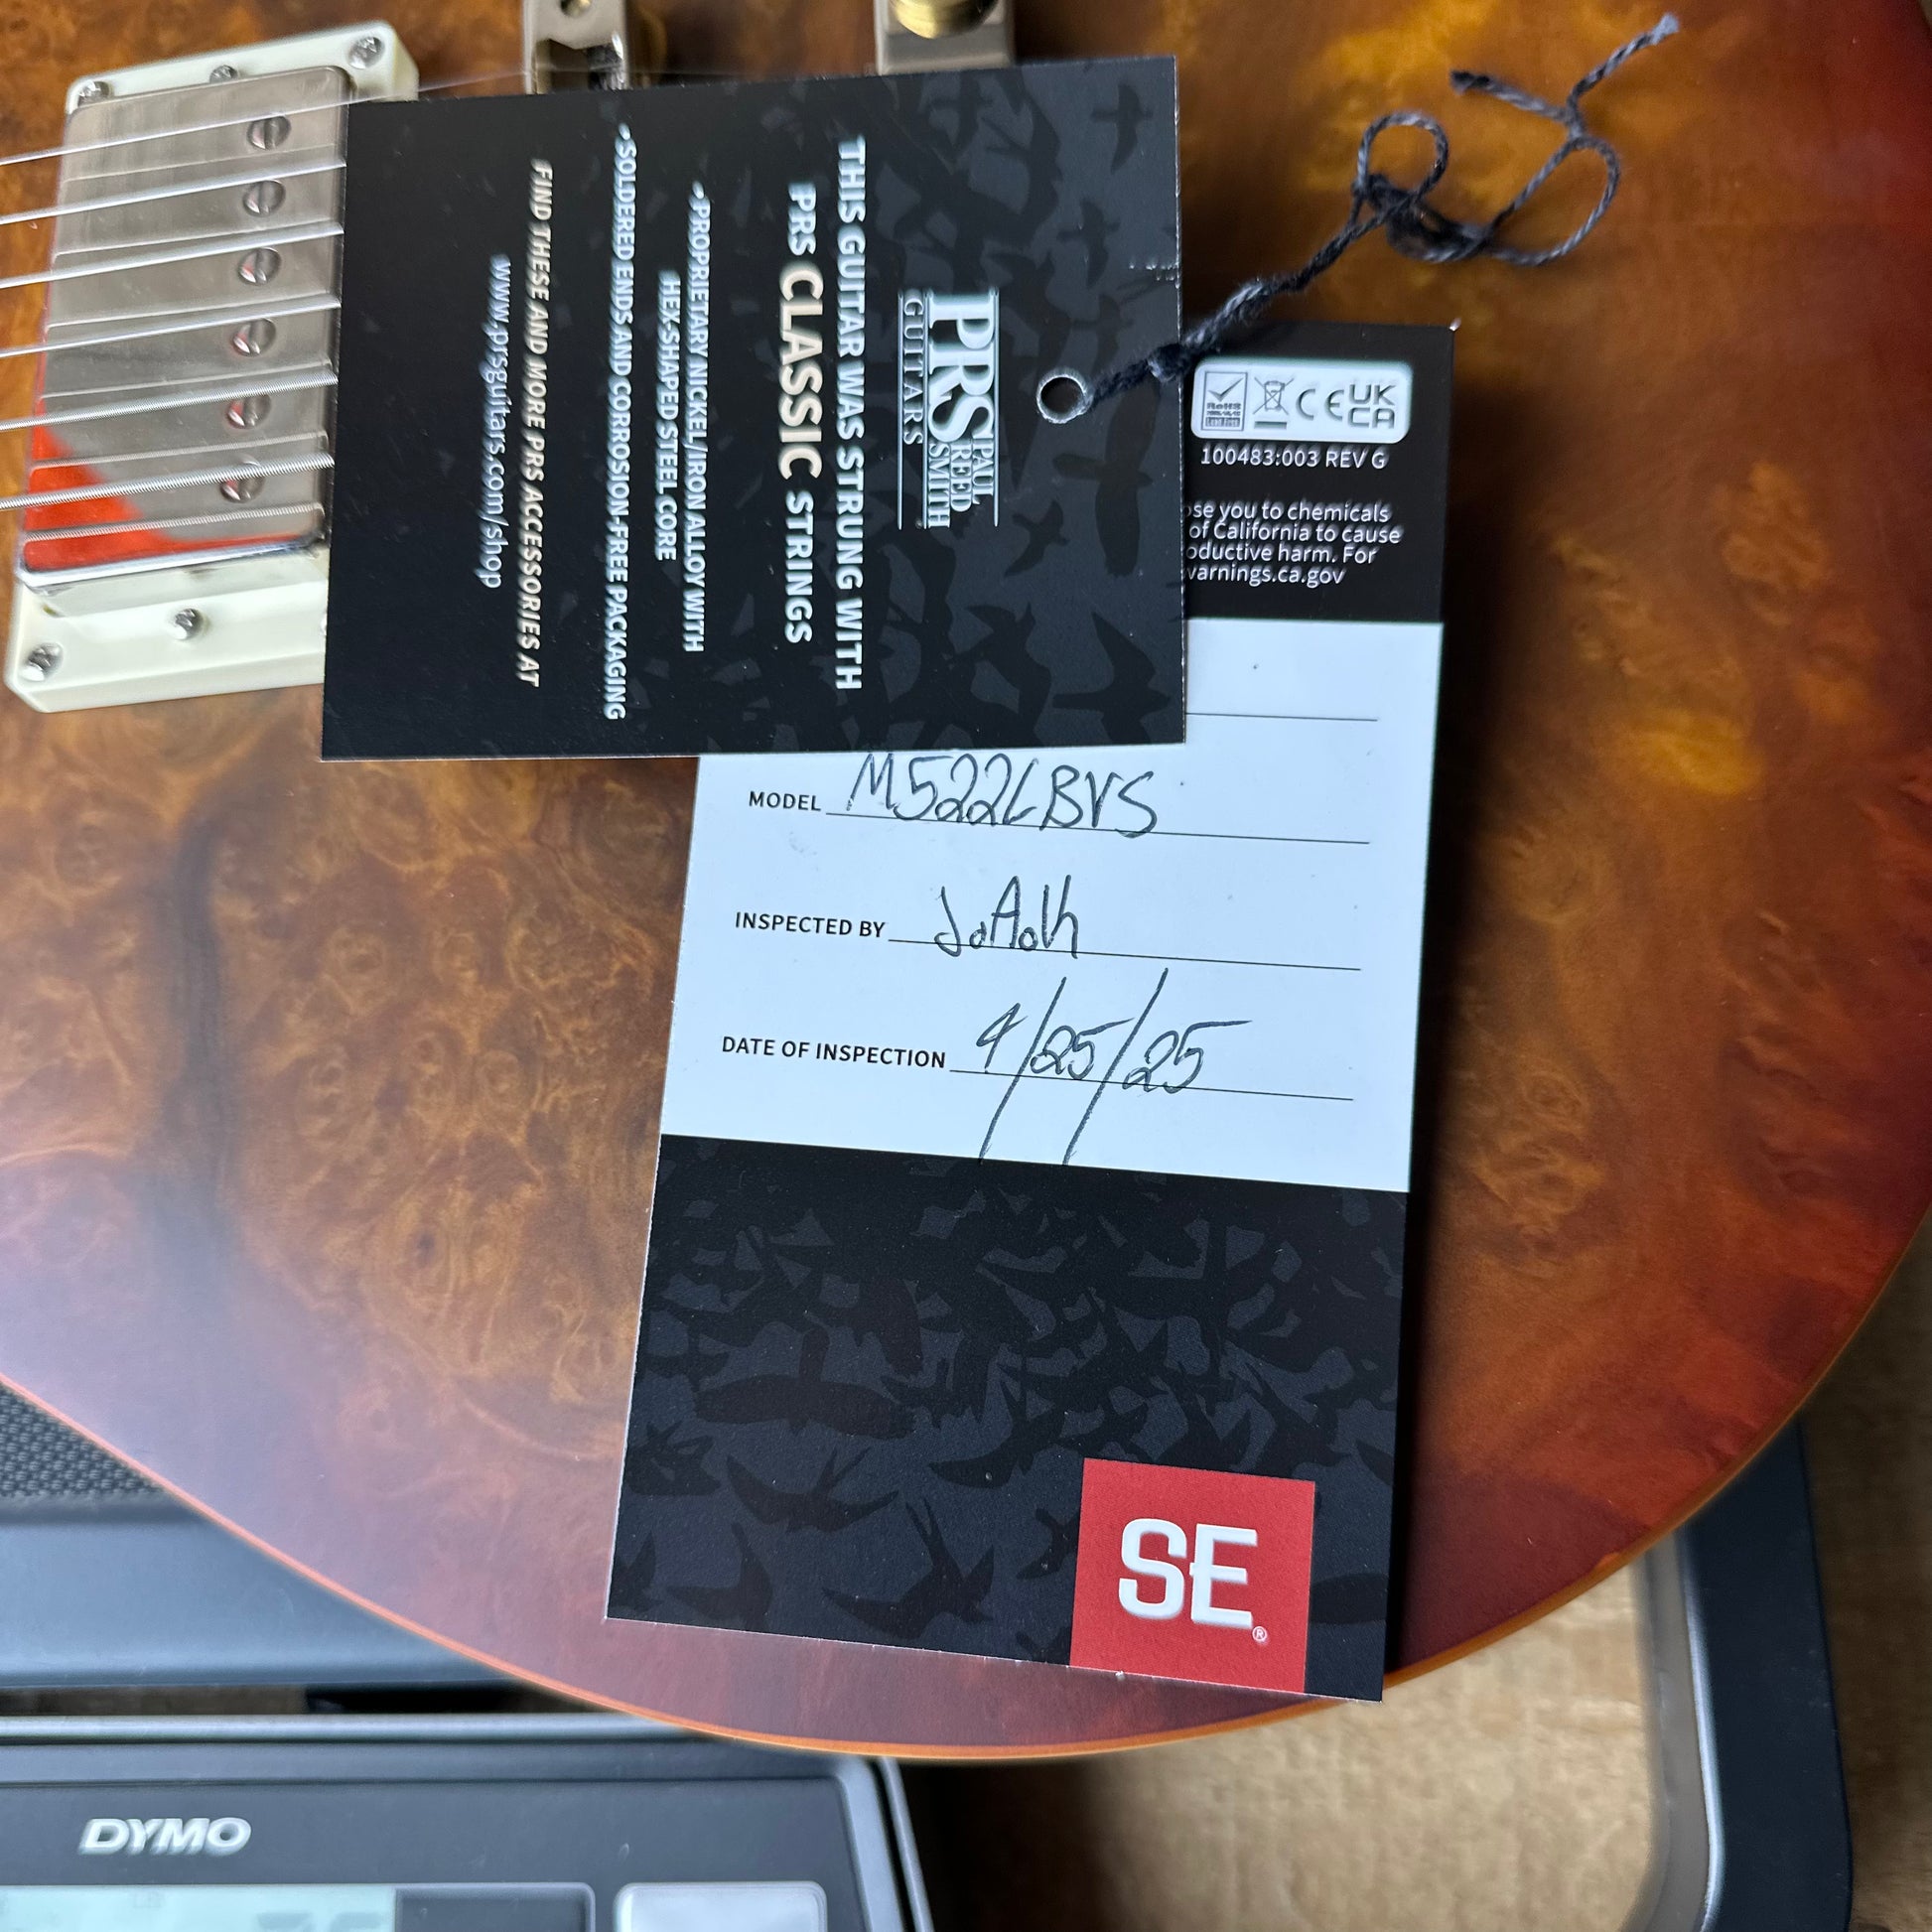 PRS
PAUL
REED
SMITH
GUITARS
THIS GUITAR WAS STRUNG WITH
PRS CLASSIC STRINGS
•PROPRIETARY NICKEL/IRON ALLOY WITH
HEX-SHAPED STEEL CORE
•SOLDERED ENDS AND CORROSION-FREE PACKAGING
FIND THESE AND MORE PRS ACCESSORIES AT
www.prsguitars.com/shop
RoHS
CE UK
CA
100483:003 REV G
ose you to chemicals
of California to cause
oductive harm. For
warnings.ca.gov
MODEL M522LBVS
INSPECTED BY
DATE OF INSPECTION 4/25/25
SE®
DYMO